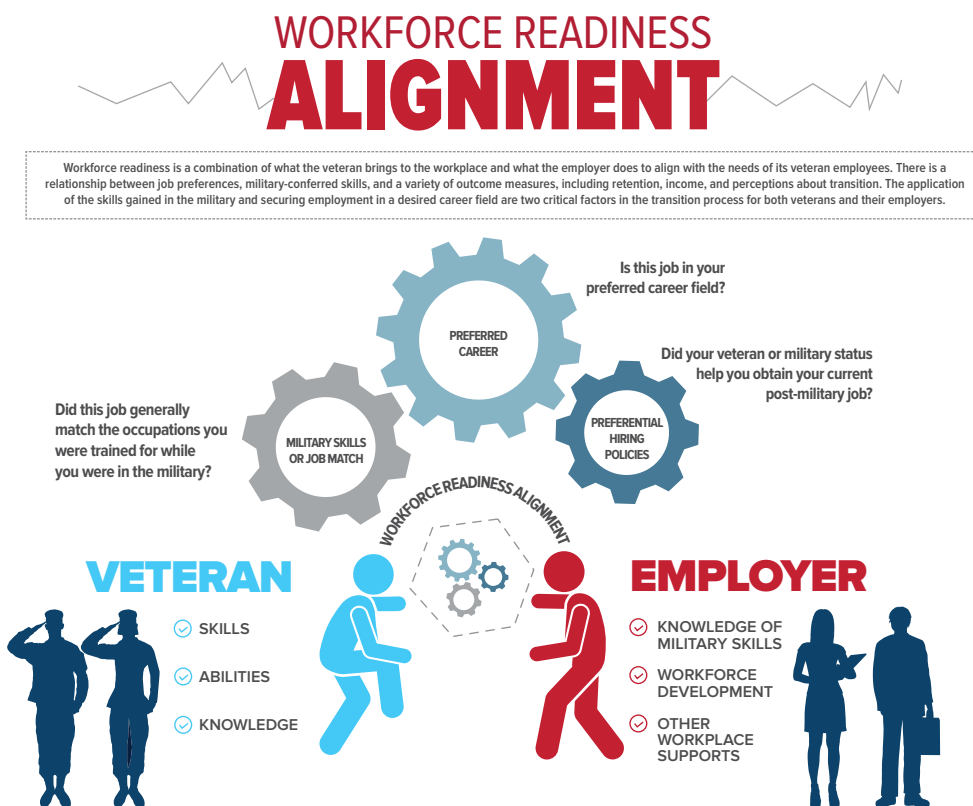 WORKFORCE READINESS
ALIGNMENT
Workforce readiness is a combination of what the veteran brings to the workplace and what the employer does to align with the needs of its veteran employees. There is a
relationship between job preferences, military-conferred skills, and a variety of outcome measures, including retention, income, and perceptions about transition. The application
of the skills gained in the military and securing employment in a desired career field are two critical factors in the transition process for both veterans and their employers.
Is this job in your
preferred career field?
PREFERRED
CAREER
Did your veteran or military status
help you obtain your current
post-military job?
Did this job generally
match the occupations you
were trained for while
you were in the military?
MILITARY SKILLS
OR JOB MATCH
PREFERENTIAL
HIRING
POLICIES
WORKFORCE READINESS ALIGNMENT
VETERAN
SKILLS
ABILITIES
KNOWLEDGE
EMPLOYER
KNOWLEDGE OF
MILITARY SKILLS
WORKFORCE
DEVELOPMENT
OTHER
WORKPLACE
SUPPORTS